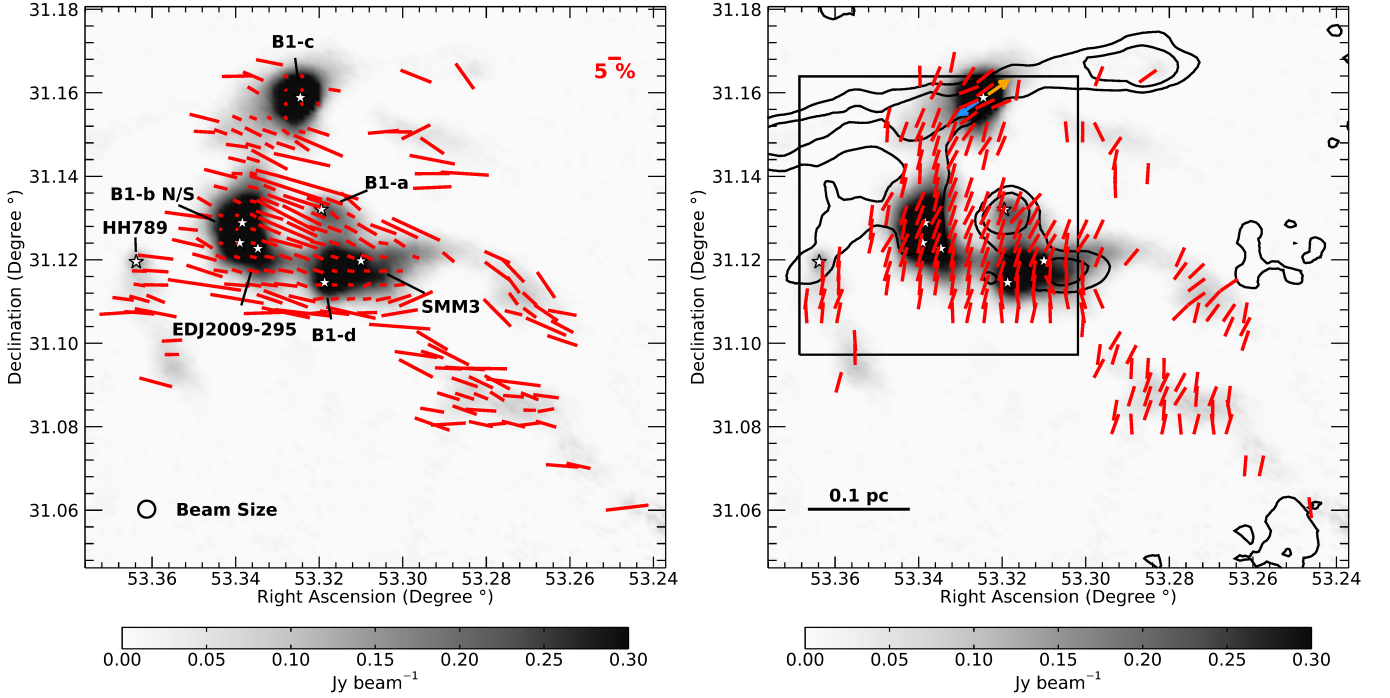 31.18
31.16
31.14
31.12
31.10
31.08
31.06
Declination (Degree °)
B1-c
5 %
B1-a
B1-b N/S
HH789
SMM3
EDJ2009-295
B1-d
Beam Size
53.36
53.34
53.32
53.30
53.28
53.26
53.24
Right Ascension (Degree °)
0.00
0.05
0.10
0.15
0.20
0.25
0.30
Jy beam⁻¹
31.18
31.16
31.14
31.12
31.10
31.08
31.06
Declination (Degree °)
0.1 pc
53.36
53.34
53.32
53.30
53.28
53.26
53.24
Right Ascension (Degree °)
0.00
0.05
0.10
0.15
0.20
0.25
0.30
Jy beam⁻¹